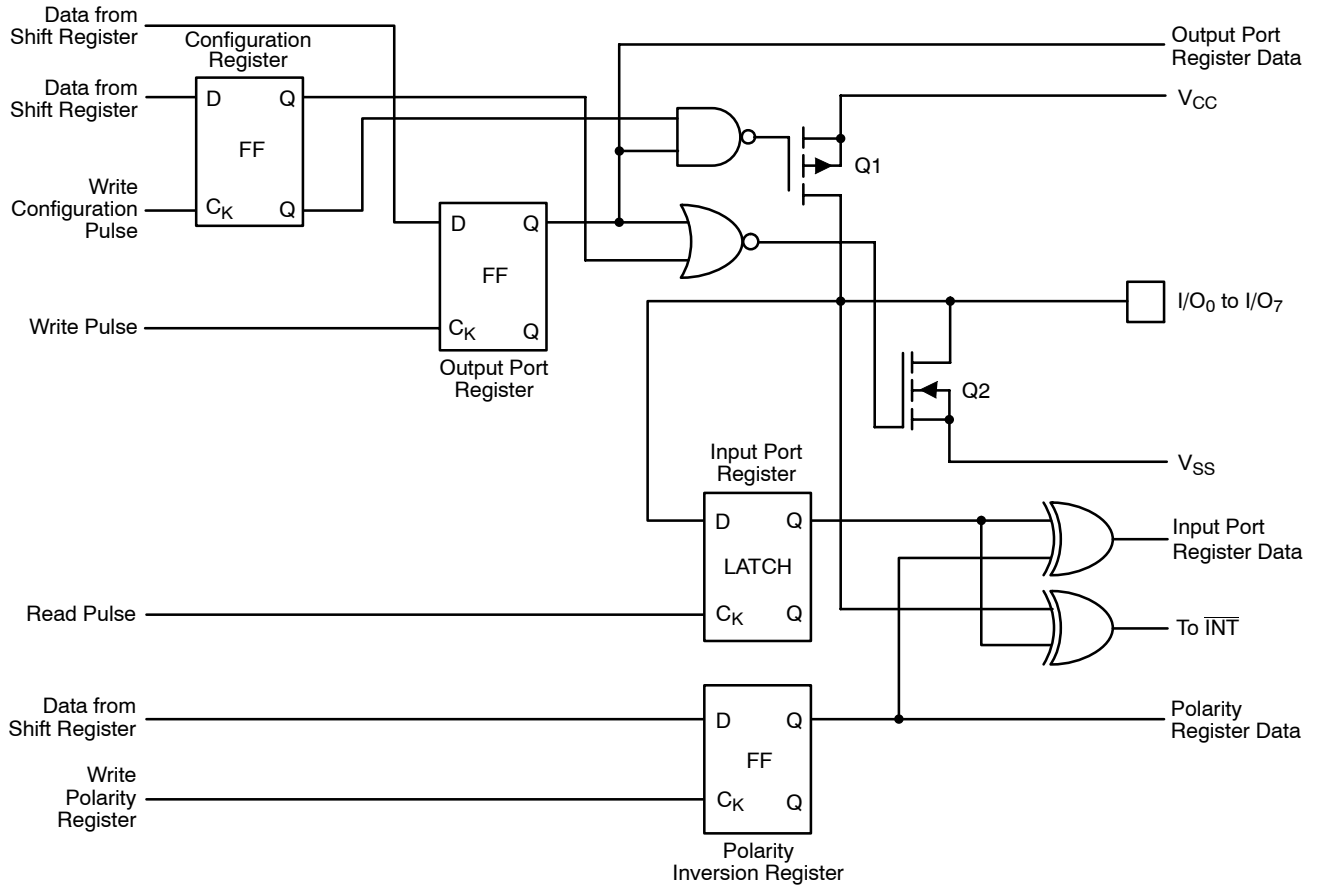 Data from
Shift Register
Configuration
Register
Output Port
Register Data
Data from
Shift Register
D
Q
FF
CK
Q
VCC
Q1
Write
Configuration
Pulse
D
Q
FF
CK
Q
Write Pulse
Output Port
Register
I/O0 to I/O7
Q2
VSS
Input Port
Register
D
Q
LATCH
CK
Q
Input Port
Register Data
Read Pulse
To INT
Data from
Shift Register
D
Q
FF
CK
Q
Polarity
Register Data
Write
Polarity
Register
Polarity
Inversion Register